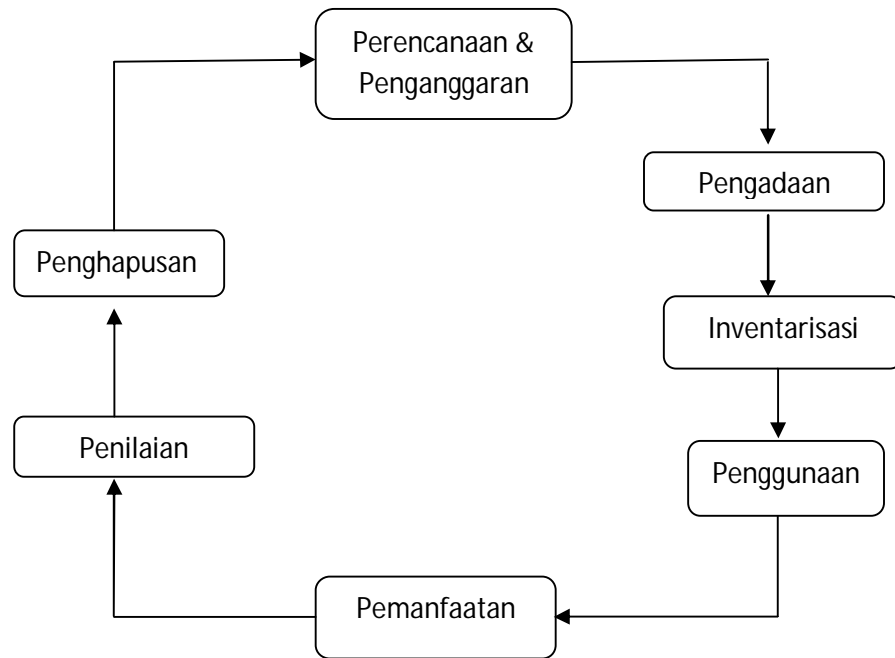 Perencanaan &
Penganggaran
Pengadaan
Inventarisasi
Penggunaan
Pemanfaatan
Penilaian
Penghapusan